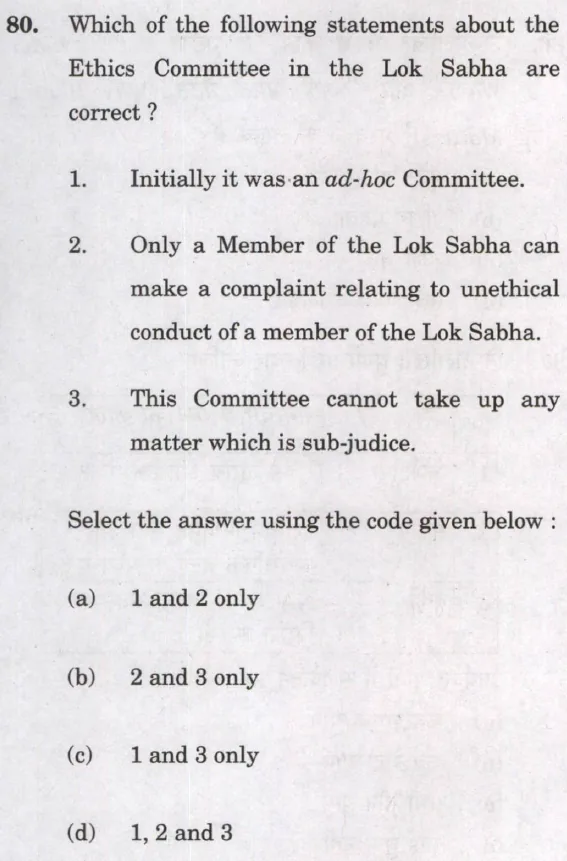 80. Which of the following statements about the
Ethics Committee in the Lok Sabha are
correct ?
1. Initially it was an ad-hoc Committee.
2. Only a Member of the Lok Sabha can
make a complaint relating to unethical
conduct of a member of the Lok Sabha.
3. This Committee cannot take up any
matter which is sub-judice.
Select the answer using the code given below :
(a) 1 and 2 only
(b) 2 and 3 only
(c) 1 and 3 only
(d) 1, 2 and 3